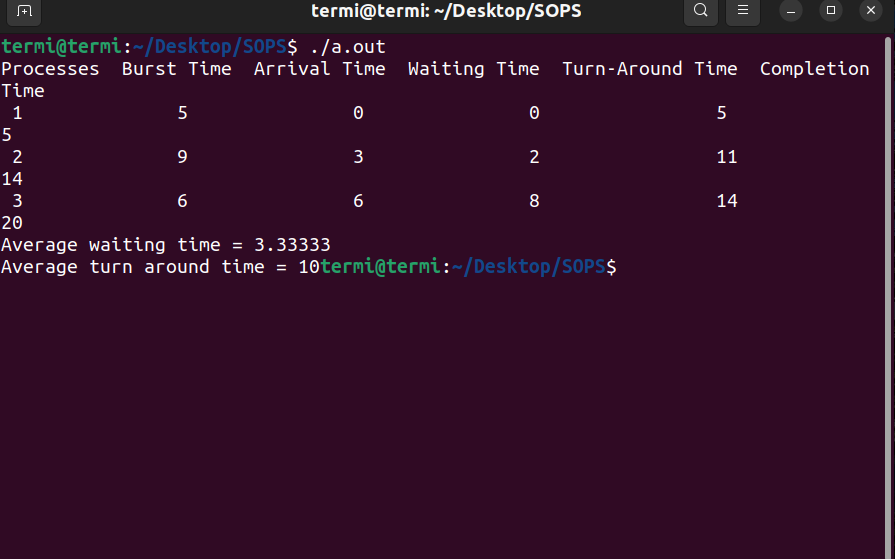 termi@termi: ~/Desktop/SOPS
termi@termi:~/Desktop/SOPS$ ./a.out
Processes  Burst Time  Arrival Time  Waiting Time  Turn-Around Time  Completion
Time
 1              5               0               0                5
5
 2              9               3               2                11
14
 3              6               6               8                14
20
Average waiting time = 3.33333
Average turn around time = 10termi@termi:~/Desktop/SOPS$